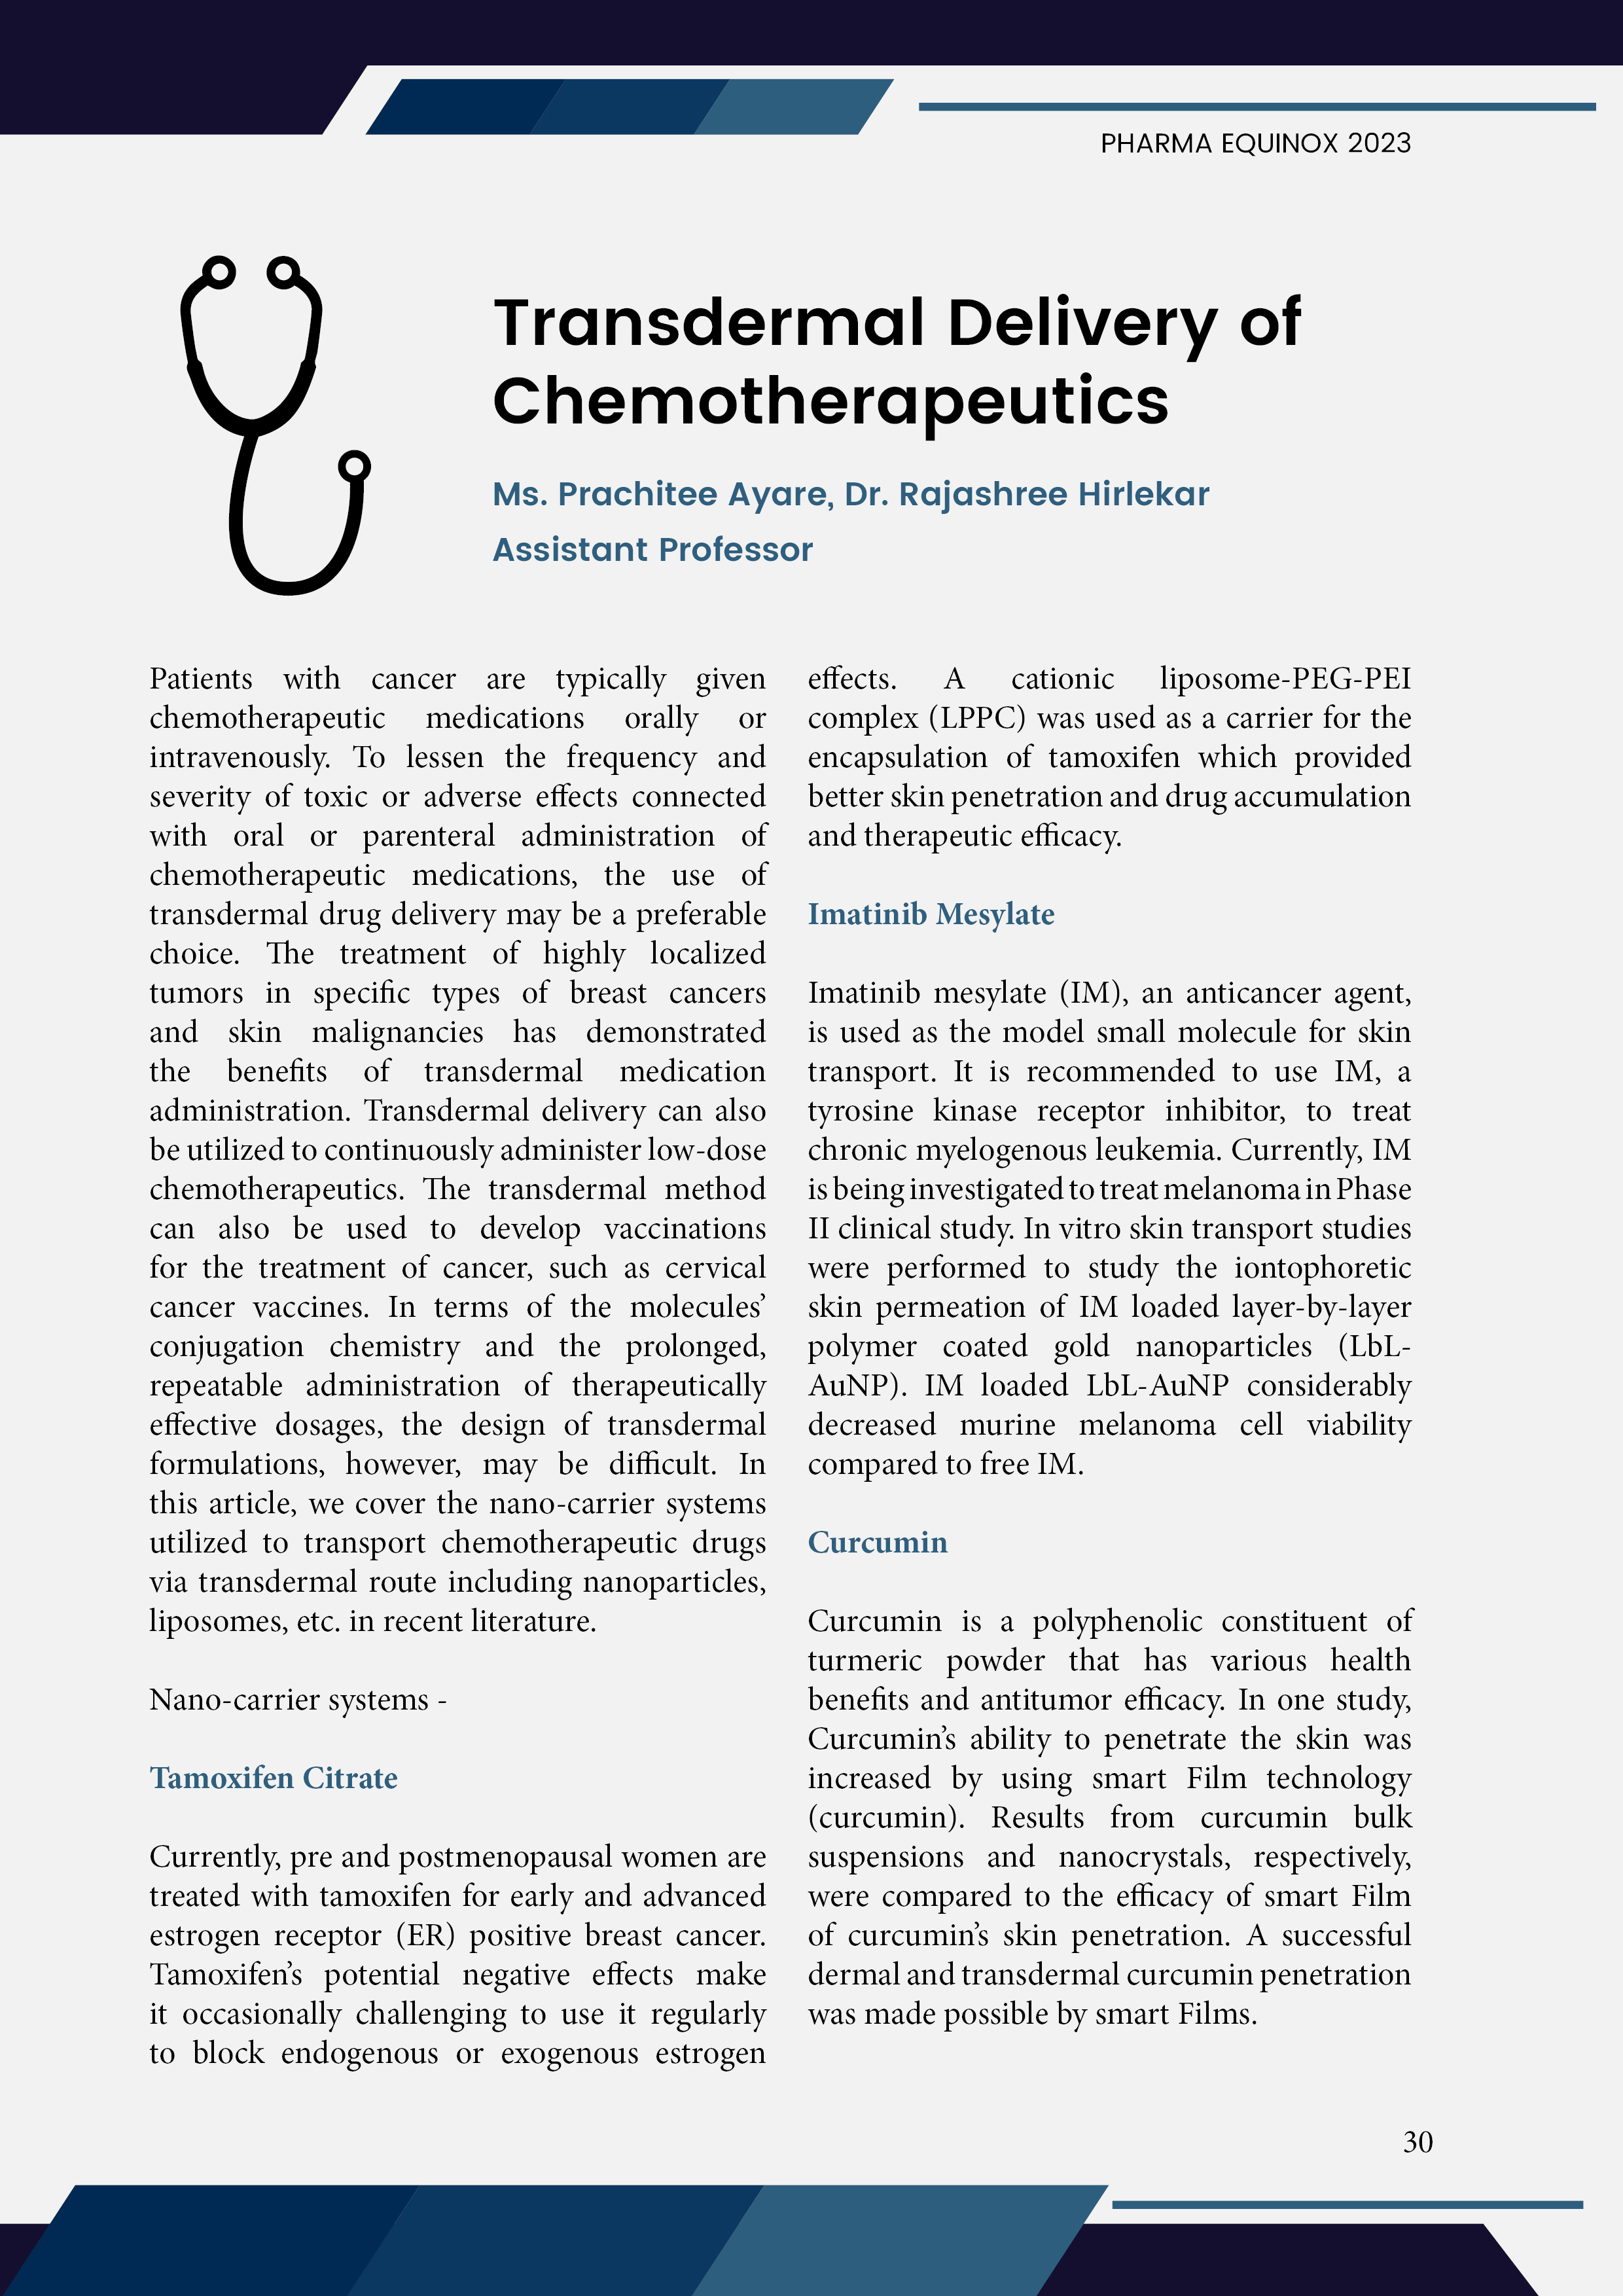 PHARMA EQUINOX 2023
Transdermal Delivery of
Chemotherapeutics
Ms. Prachitee Ayare, Dr. Rajashree Hirlekar
Assistant Professor
Patients with cancer are typically given
chemotherapeutic medications orally or
intravenously. To lessen the frequency and
severity of toxic or adverse effects connected
with oral or parenteral administration of
chemotherapeutic medications, the use of
transdermal drug delivery may be a preferable
choice. The treatment of highly localized
tumors in specific types of breast cancers
and skin malignancies has demonstrated
the benefits of transdermal medication
administration. Transdermal delivery can also
be utilized to continuously administer low-dose
chemotherapeutics. The transdermal method
can also be used to develop vaccinations
for the treatment of cancer, such as cervical
cancer vaccines. In terms of the molecules’
conjugation chemistry and the prolonged,
repeatable administration of therapeutically
effective dosages, the design of transdermal
formulations, however, may be difficult. In
this article, we cover the nano-carrier systems
utilized to transport chemotherapeutic drugs
via transdermal route including nanoparticles,
liposomes, etc. in recent literature.
Nano-carrier systems -
Tamoxifen Citrate
Currently, pre and postmenopausal women are
treated with tamoxifen for early and advanced
estrogen receptor (ER) positive breast cancer.
Tamoxifen’s potential negative effects make
it occasionally challenging to use it regularly
to block endogenous or exogenous estrogen
effects. A cationic liposome-PEG-PEI
complex (LPPC) was used as a carrier for the
encapsulation of tamoxifen which provided
better skin penetration and drug accumulation
and therapeutic efficacy.
Imatinib Mesylate
Imatinib mesylate (IM), an anticancer agent,
is used as the model small molecule for skin
transport. It is recommended to use IM, a
tyrosine kinase receptor inhibitor, to treat
chronic myelogenous leukemia. Currently, IM
is being investigated to treat melanoma in Phase
II clinical study. In vitro skin transport studies
were performed to study the iontophoretic
skin permeation of IM loaded layer-by-layer
polymer coated gold nanoparticles (LbL-
AuNP). IM loaded LbL-AuNP considerably
decreased murine melanoma cell viability
compared to free IM.
Curcumin
Curcumin is a polyphenolic constituent of
turmeric powder that has various health
benefits and antitumor efficacy. In one study,
Curcumin’s ability to penetrate the skin was
increased by using smart Film technology
(curcumin). Results from curcumin bulk
suspensions and nanocrystals, respectively,
were compared to the efficacy of smart Film
of curcumin’s skin penetration. A successful
dermal and transdermal curcumin penetration
was made possible by smart Films.
30